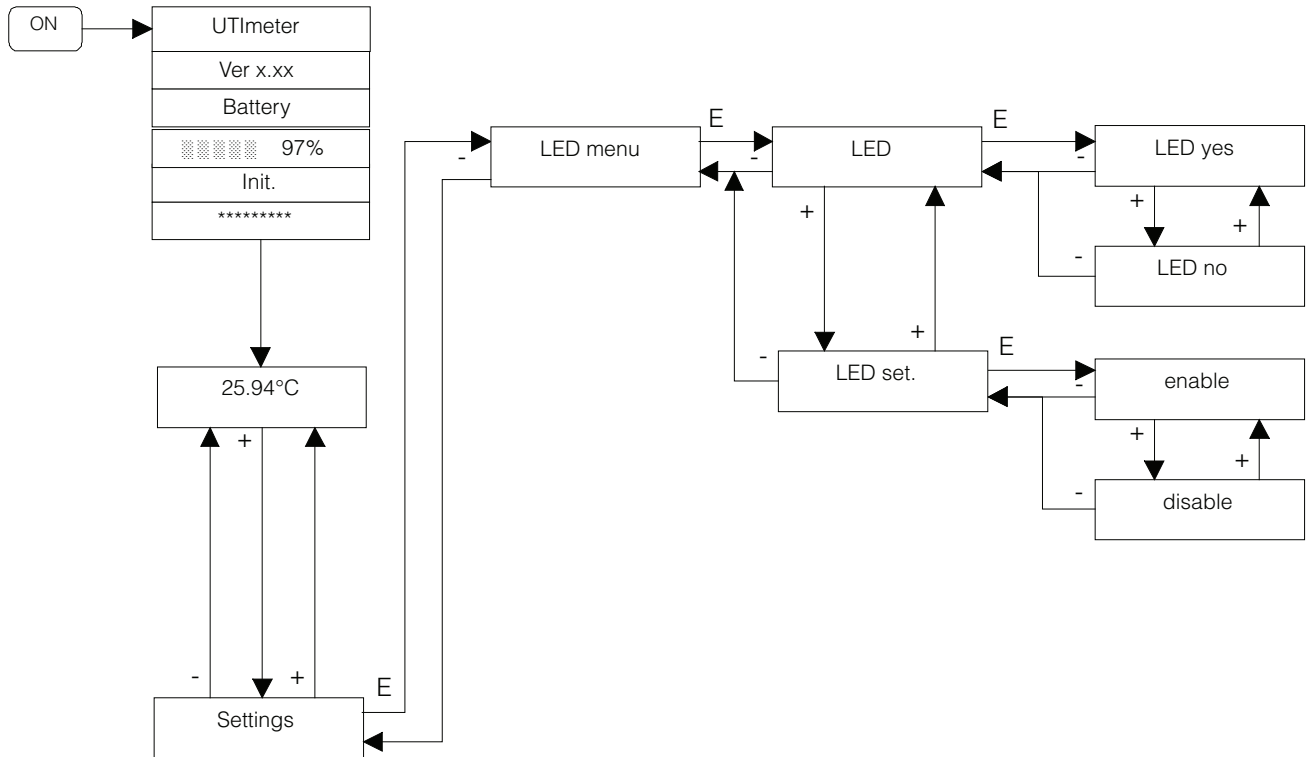 ON
UTImeter
Ver x.xx
Battery
97%
Init.
*********
25.94°C
+
-
+
Settings
E
-
LED menu
E
-
LED
E
-
LED yes
+
+
-
LED no
+
+
-
LED set.
E
-
enable
+
+
-
disable